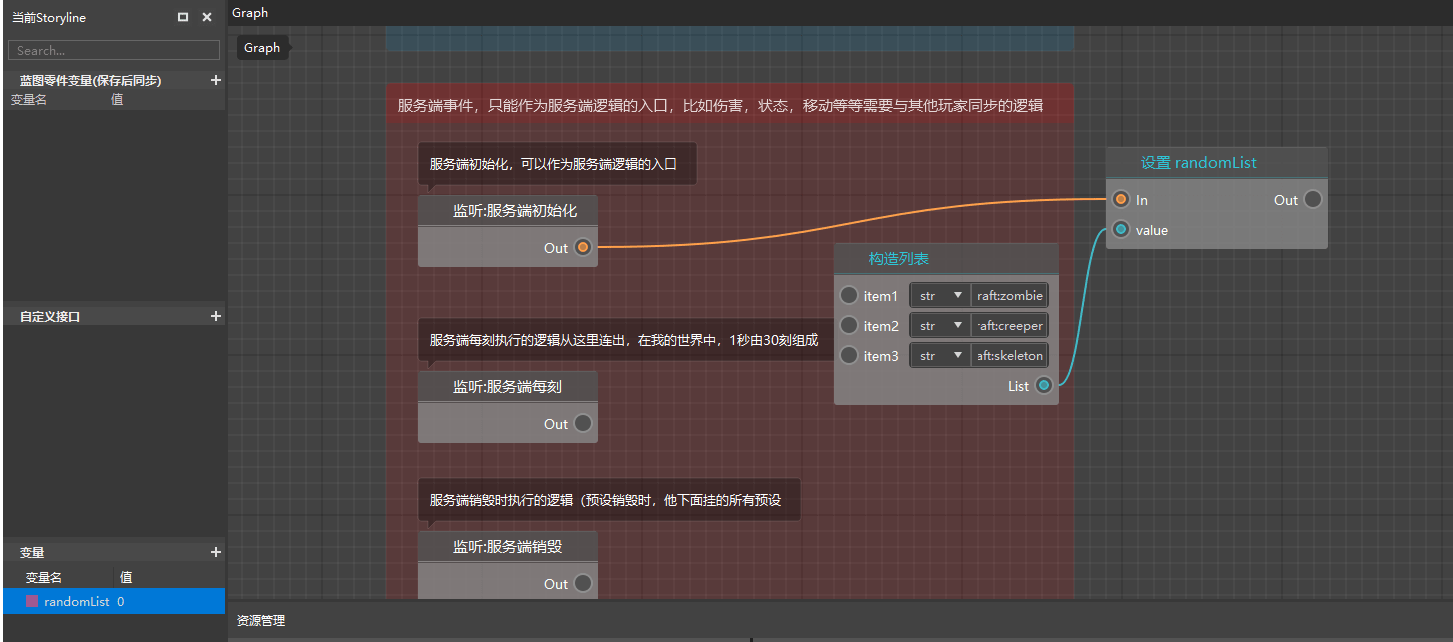 当前Storyline
Search...
蓝图零件变量(保存后同步)
变量名 值
自定义接口
变量
变量名 值
randomList 0
Graph
Graph
服务端事件，只能作为服务端逻辑的入口，比如伤害，状态，移动等等需要与其他玩家同步的逻辑
服务端初始化，可以作为服务端逻辑的入口
监听:服务端初始化
Out
服务端每刻执行的逻辑从这里连出，在我的世界中，1秒由30刻组成
监听:服务端每刻
Out
服务端销毁时执行的逻辑（预设销毁时，他下面挂的所有预设
监听:服务端销毁
Out
构造列表
item1 str raft:zombie
item2 str raft:creeper
item3 str aft:skeleton
List
设置 randomList
In Out
value
资源管理